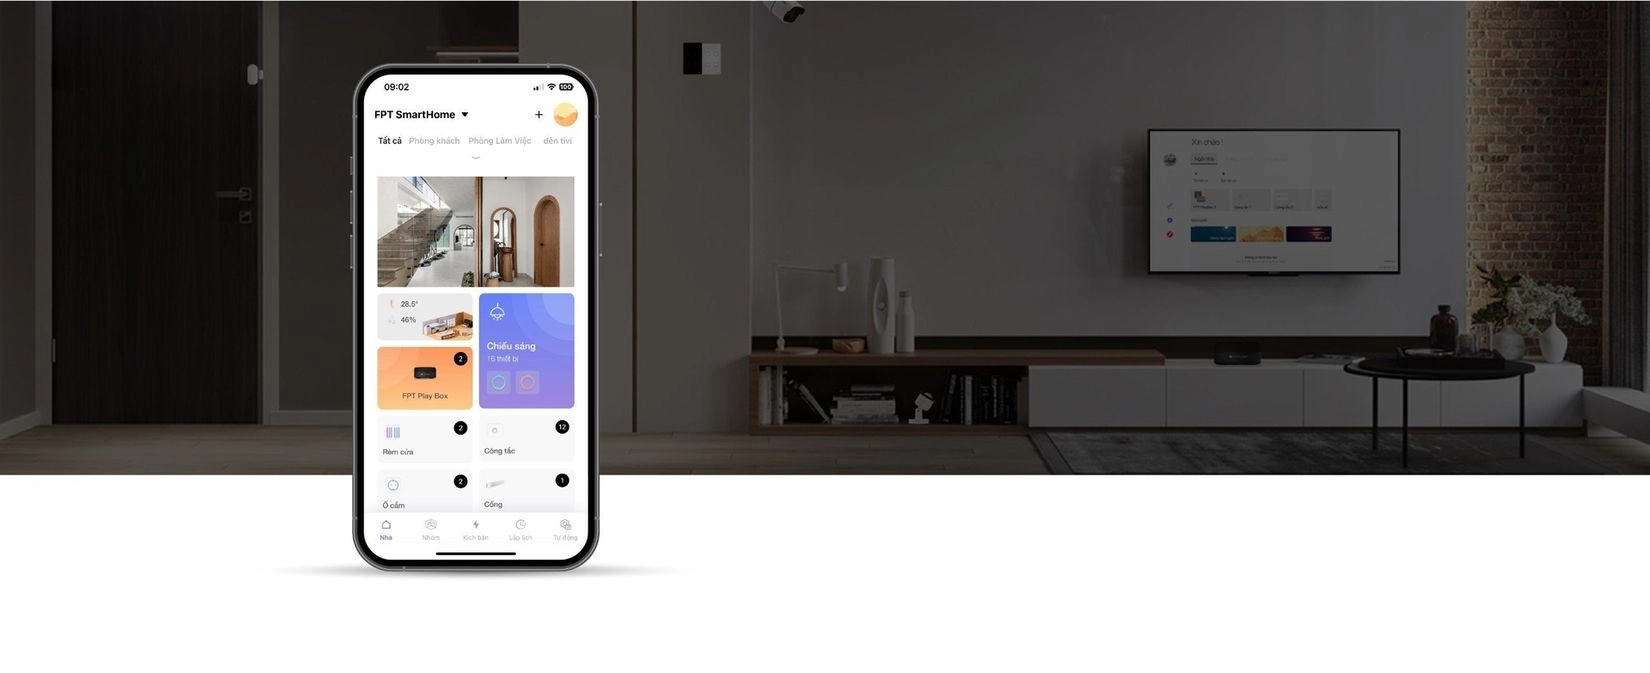 09:02
100
FPT SmartHome
Tất cả Phòng khách Phòng Làm Việc đèn tivi
28.5°
46%
Chiếu sáng
16 thiết bị
2
FPT Play Box
2
Rèm cửa
12
Công tắc
2
Ổ cắm
1
Cổng
Nhà Nhóm Kịch bản Lập lịch Tự động
Xin chào !